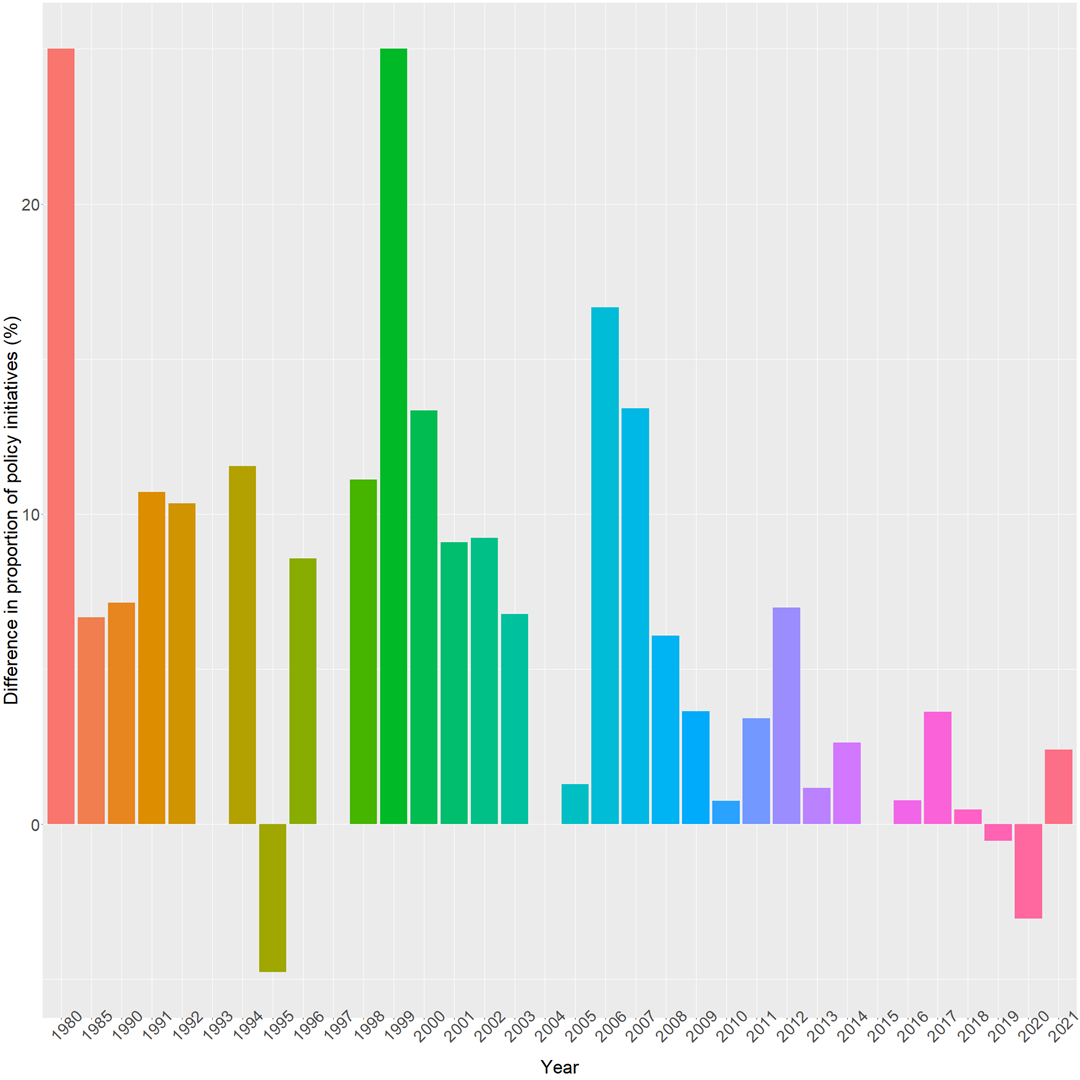 Difference in proportion of policy initiatives (%)
20
10
0
1980 1985 1990 1991 1992 1993 1994 1995 1996 1997 1998 1999 2000 2001 2002 2003 2004 2005 2006 2007 2008 2009 2010 2011 2012 2013 2014 2015 2016 2017 2018 2019 2020 2021
Year